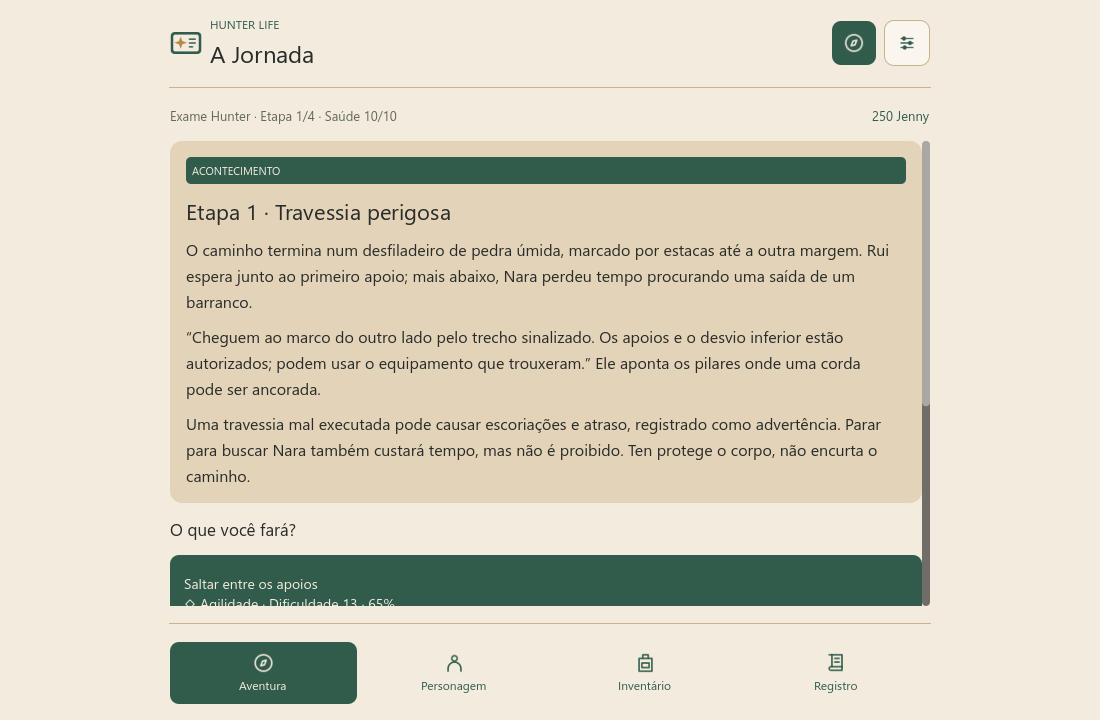 HUNTER LIFE
A Jornada
Exame Hunter · Etapa 1/4 · Saúde 10/10
250 Jenny
ACONTECIMENTO
Etapa 1 · Travessia perigosa
O caminho termina num desfiladeiro de pedra úmida, marcado por estacas até a outra margem. Rui
espera junto ao primeiro apoio; mais abaixo, Nara perdeu tempo procurando uma saída de um
barranco.
“Cheguem ao marco do outro lado pelo trecho sinalizado. Os apoios e o desvio inferior estão
autorizados; podem usar o equipamento que trouxeram.” Ele aponta os pilares onde uma corda
pode ser ancorada.
Uma travessia mal executada pode causar escoriações e atraso, registrado como advertência. Parar
para buscar Nara também custará tempo, mas não é proibido. Ten protege o corpo, não encurta o
caminho.
O que você fará?
Saltar entre os apoios
◇ Agilidade · Dificuldade 13 · 65%
Aventura
Personagem
Inventário
Registro